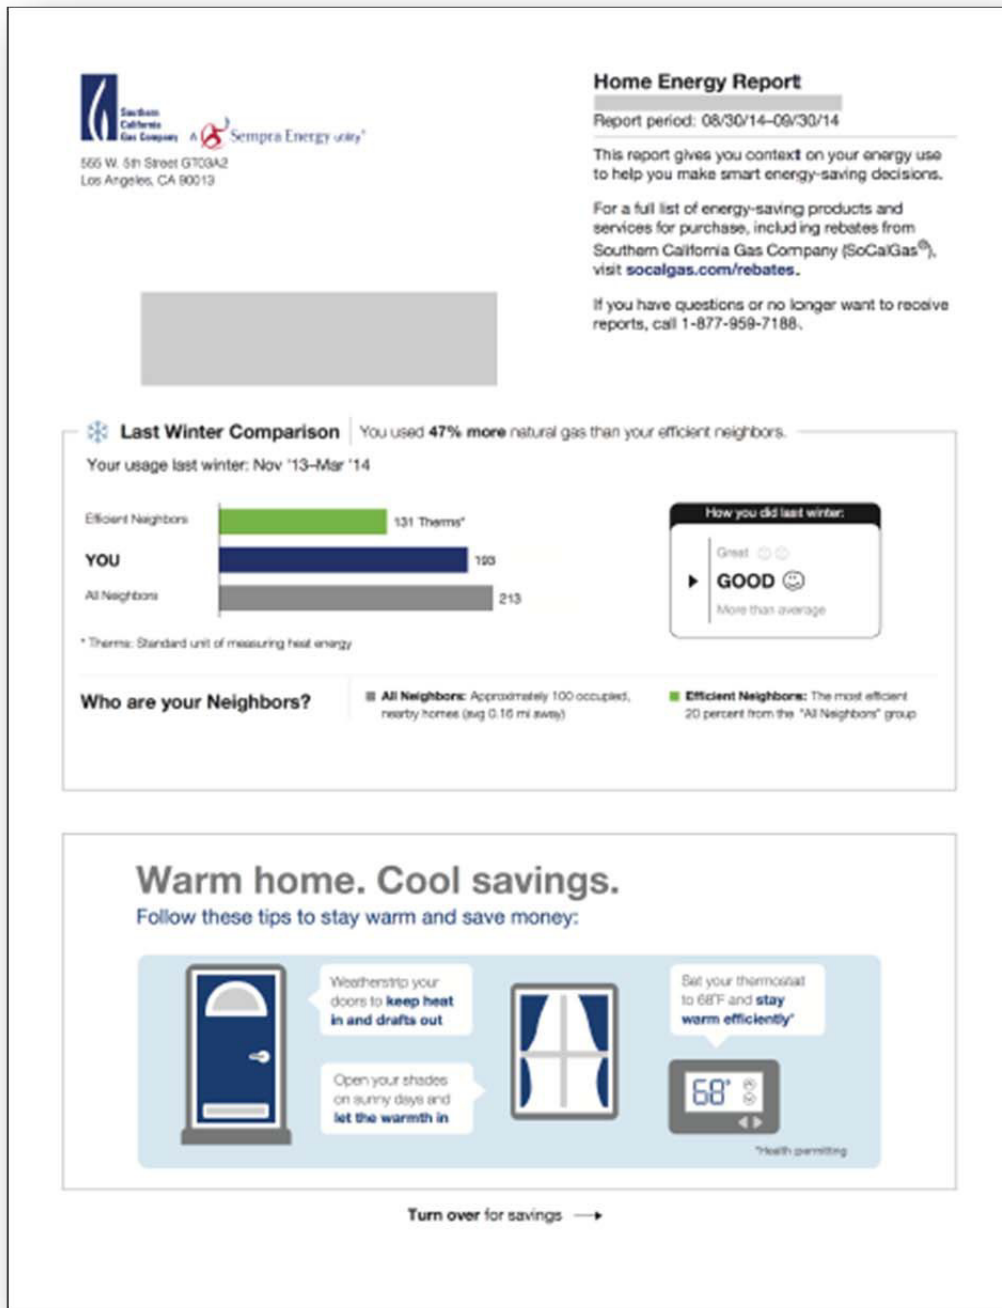 Southern
California
Gas Company
A Sempra Energy utility®
555 W. 5th Street GT03A2
Los Angeles, CA 90013
Home Energy Report
Report period: 08/30/14–09/30/14
This report gives you context on your energy use
to help you make smart energy-saving decisions.
For a full list of energy-saving products and
services for purchase, including rebates from
Southern California Gas Company (SoCalGas®),
visit socalgas.com/rebates.
If you have questions or no longer want to receive
reports, call 1-877-959-7188.
Last Winter Comparison | You used 47% more natural gas than your efficient neighbors.
Your usage last winter: Nov '13–Mar '14
Efficient Neighbors 131 Therms*
YOU 193
All Neighbors 213
* Therms: Standard unit of measuring heat energy
How you did last winter:
Great
GOOD
More than average
Who are your Neighbors?
All Neighbors: Approximately 100 occupied,
nearby homes (avg 0.16 mi away)
Efficient Neighbors: The most efficient
20 percent from the "All Neighbors" group
Warm home. Cool savings.
Follow these tips to stay warm and save money:
Weatherstrip your
doors to keep heat
in and drafts out
Open your shades
on sunny days and
let the warmth in
Set your thermostat
to 68°F and stay
warm efficiently*
68°
*Health permitting
Turn over for savings →